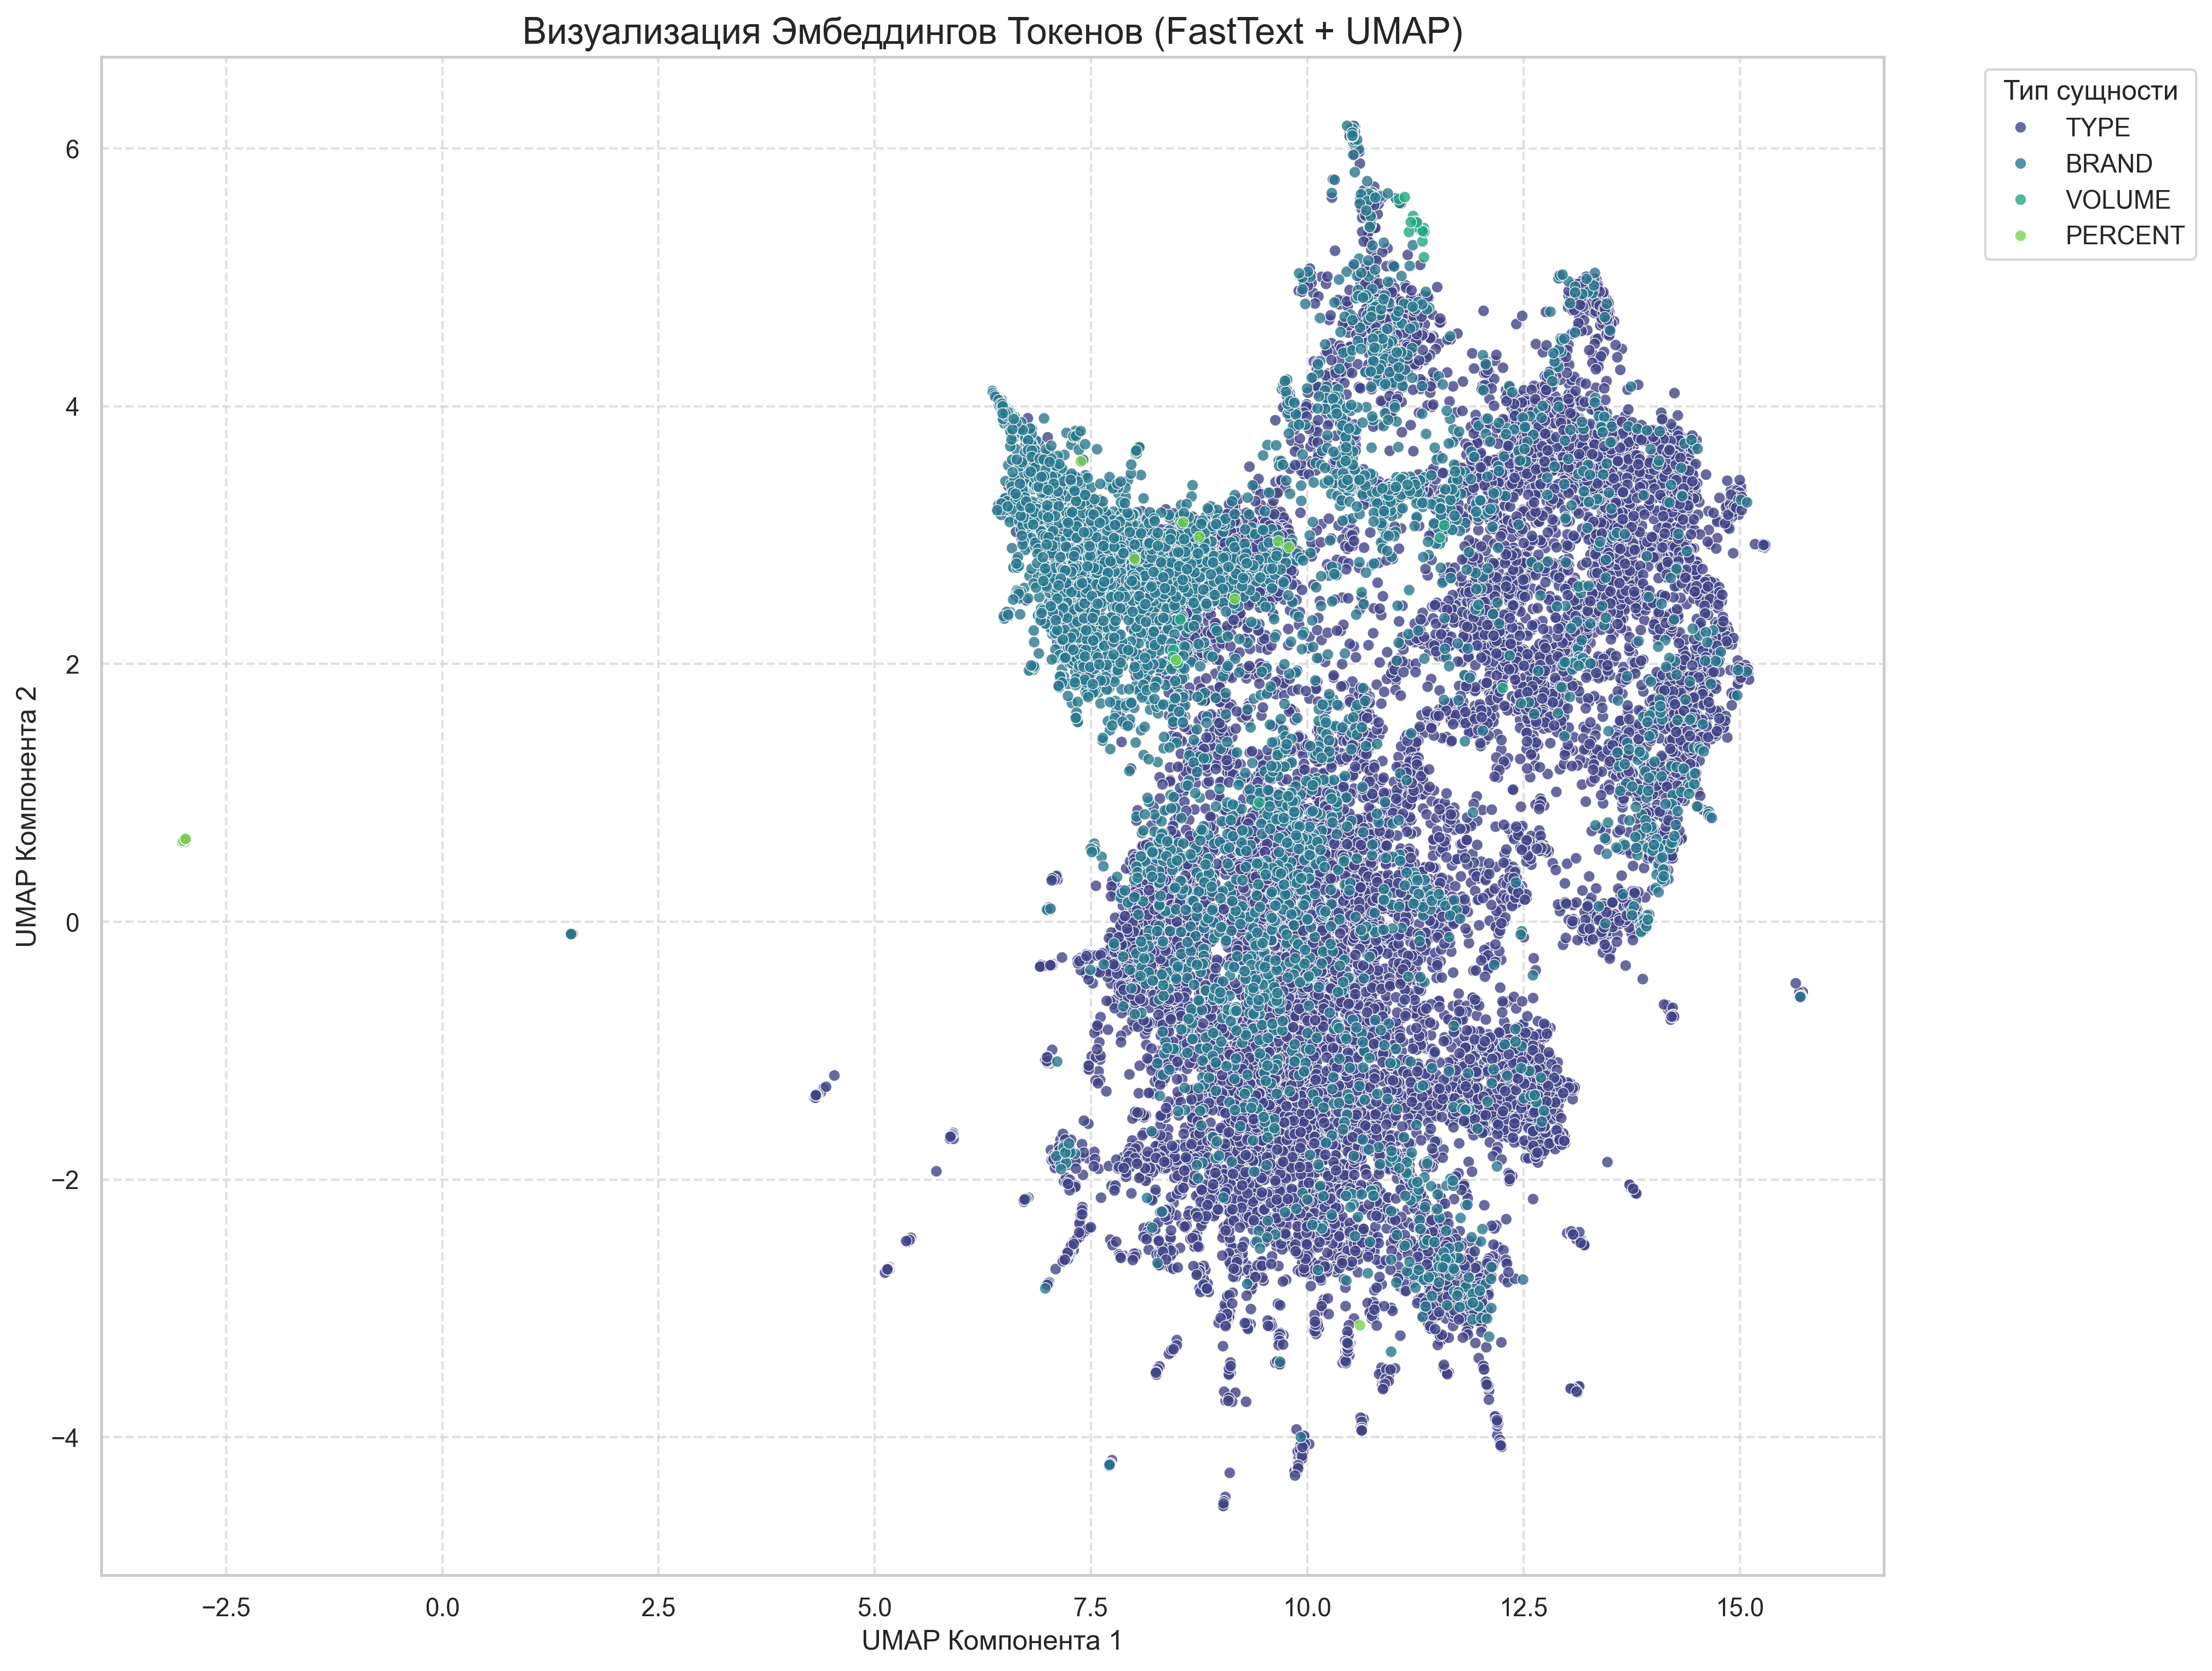 Визуализация Эмбеддингов Токенов (FastText + UMAP)
Тип сущности
TYPE
BRAND
VOLUME
PERCENT
UMAP Компонента 2
6
4
2
0
−2
−4
−2.5
0.0
2.5
5.0
7.5
10.0
12.5
15.0
UMAP Компонента 1